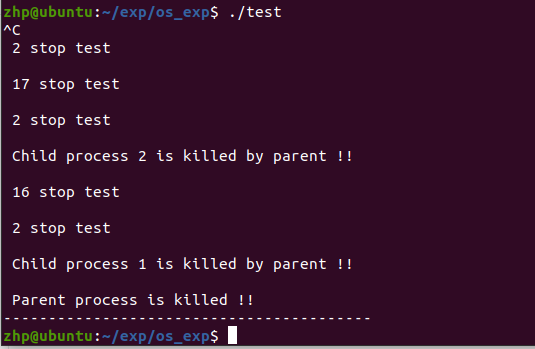 zhp@ubuntu:~/exp/os_exp$ ./test
^C
2 stop test
17 stop test
2 stop test
Child process 2 is killed by parent !!
16 stop test
2 stop test
Child process 1 is killed by parent !!
Parent process is killed !!
-----------------------------------------
zhp@ubuntu:~/exp/os_exp$